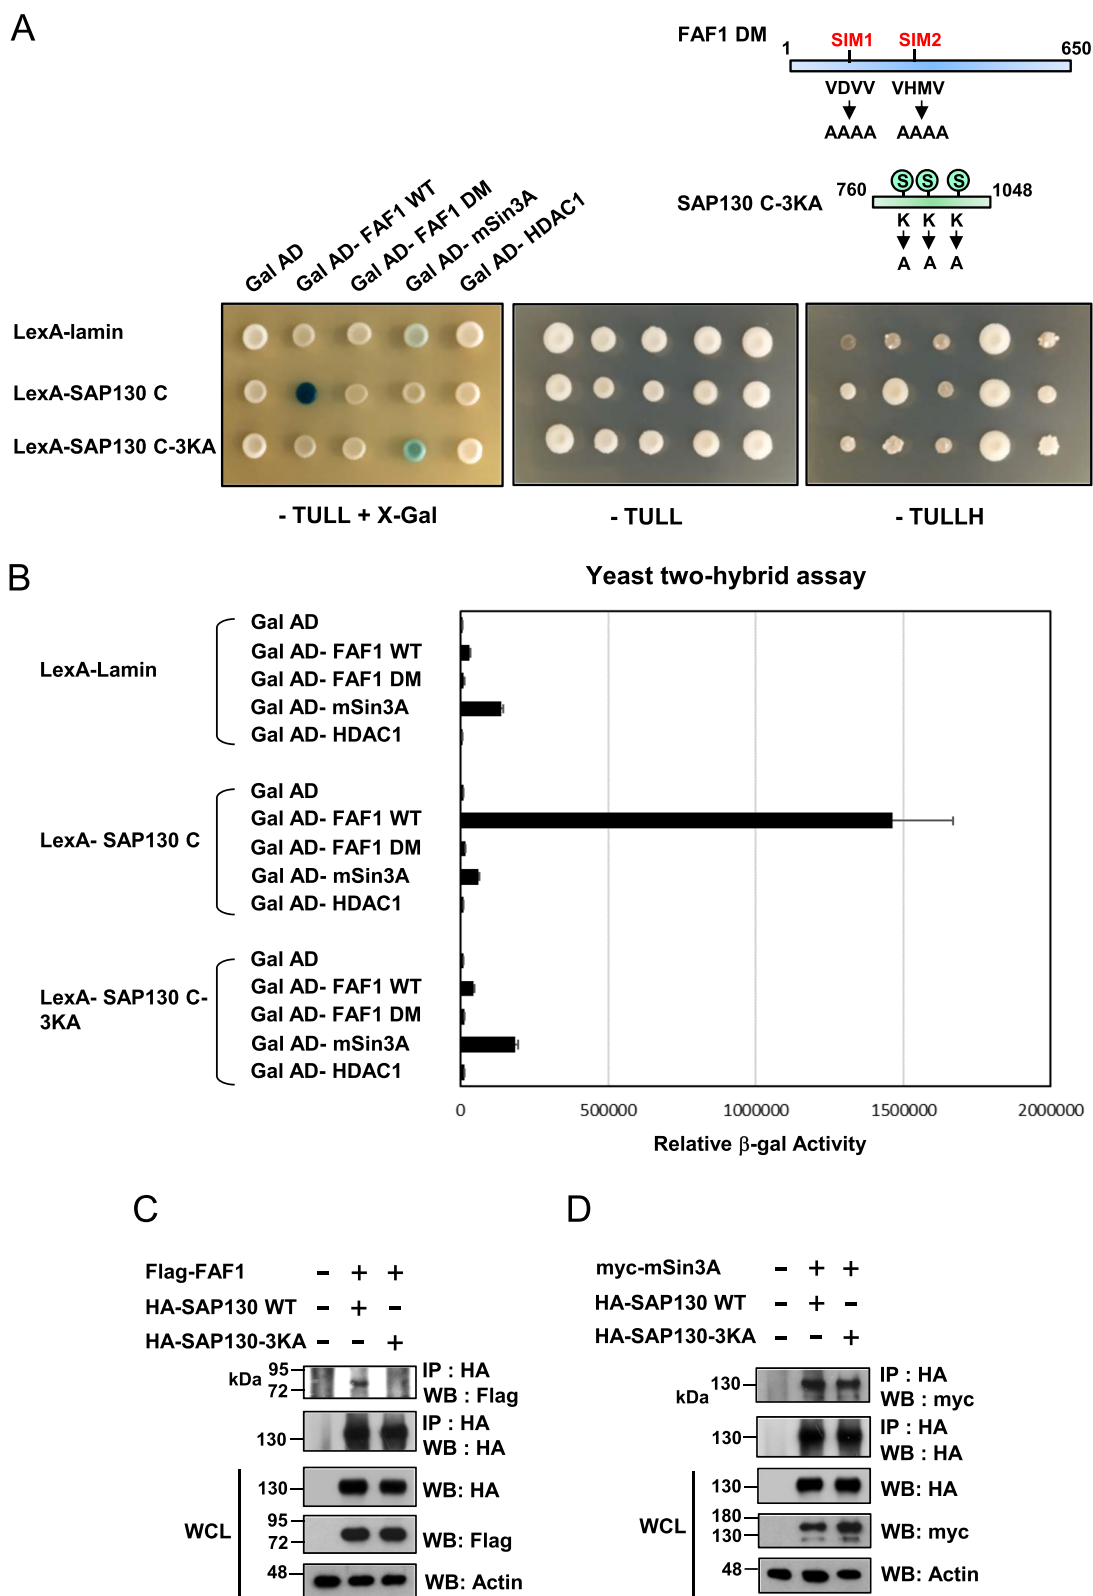 A
FAF1 DM
1
SIM1
SIM2
650
VDVV
VHMV
AAAA
AAAA
SAP130 C-3KA
760
S S S
1048
K K K
A A A
Gal AD
Gal AD- FAF1 WT
Gal AD- FAF1 DM
Gal AD- mSin3A
Gal AD- HDAC1
LexA-lamin
LexA-SAP130 C
LexA-SAP130 C-3KA
- TULL + X-Gal
- TULL
- TULLH
B
Yeast two-hybrid assay
LexA-Lamin
Gal AD
Gal AD- FAF1 WT
Gal AD- FAF1 DM
Gal AD- mSin3A
Gal AD- HDAC1
LexA- SAP130 C
Gal AD
Gal AD- FAF1 WT
Gal AD- FAF1 DM
Gal AD- mSin3A
Gal AD- HDAC1
LexA- SAP130 C-
3KA
Gal AD
Gal AD- FAF1 WT
Gal AD- FAF1 DM
Gal AD- mSin3A
Gal AD- HDAC1
0 500000 1000000 1500000 2000000
Relative β-gal Activity
C
Flag-FAF1 – + +
HA-SAP130 WT – + –
HA-SAP130-3KA – – +
kDa
95
72
IP : HA
WB : Flag
130
IP : HA
WB : HA
WCL
130
WB: HA
95
72
WB: Flag
48
WB: Actin
D
myc-mSin3A – + +
HA-SAP130 WT – + –
HA-SAP130-3KA – – +
kDa
130
IP : HA
WB : myc
130
IP : HA
WB : HA
WCL
130
WB: HA
180
130
WB: myc
48
WB: Actin